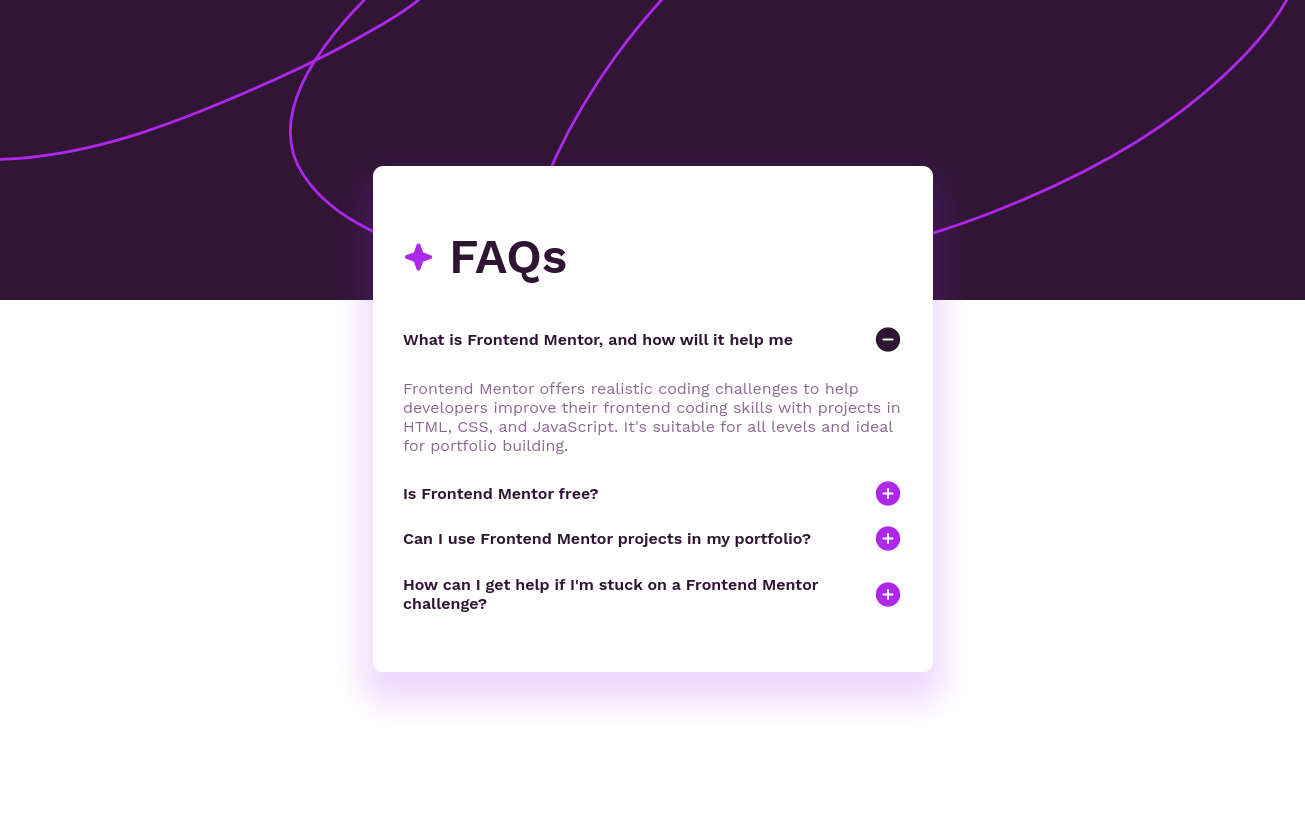 FAQs
What is Frontend Mentor, and how will it help me
Frontend Mentor offers realistic coding challenges to help
developers improve their frontend coding skills with projects in
HTML, CSS, and JavaScript. It's suitable for all levels and ideal
for portfolio building.
Is Frontend Mentor free?
Can I use Frontend Mentor projects in my portfolio?
How can I get help if I'm stuck on a Frontend Mentor
challenge?